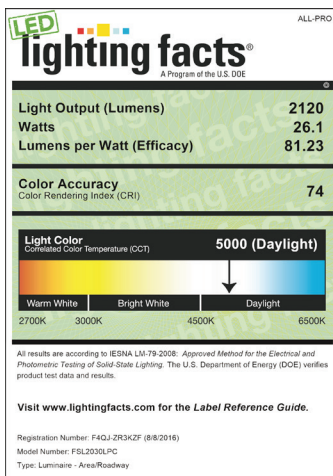 ALL-PRO
LED
lighting facts®
A Program of the U.S. DOE
Light Output (Lumens) 2120
Watts 26.1
Lumens per Watt (Efficacy) 81.23
Color Accuracy
Color Rendering Index (CRI) 74
Light Color
Correlated Color Temperature (CCT) 5000 (Daylight)
Warm White Bright White Daylight
2700K 3000K 4500K 6500K
All results are according to IESNA LM-79-2008: Approved Method for the Electrical and
Photometric Testing of Solid-State Lighting. The U.S. Department of Energy (DOE) verifies
product test data and results.
Visit www.lightingfacts.com for the Label Reference Guide.
Registration Number: F4QJ-ZR3KZF (8/8/2016)
Model Number: FSL2030LPC
Type: Luminaire - Area/Roadway